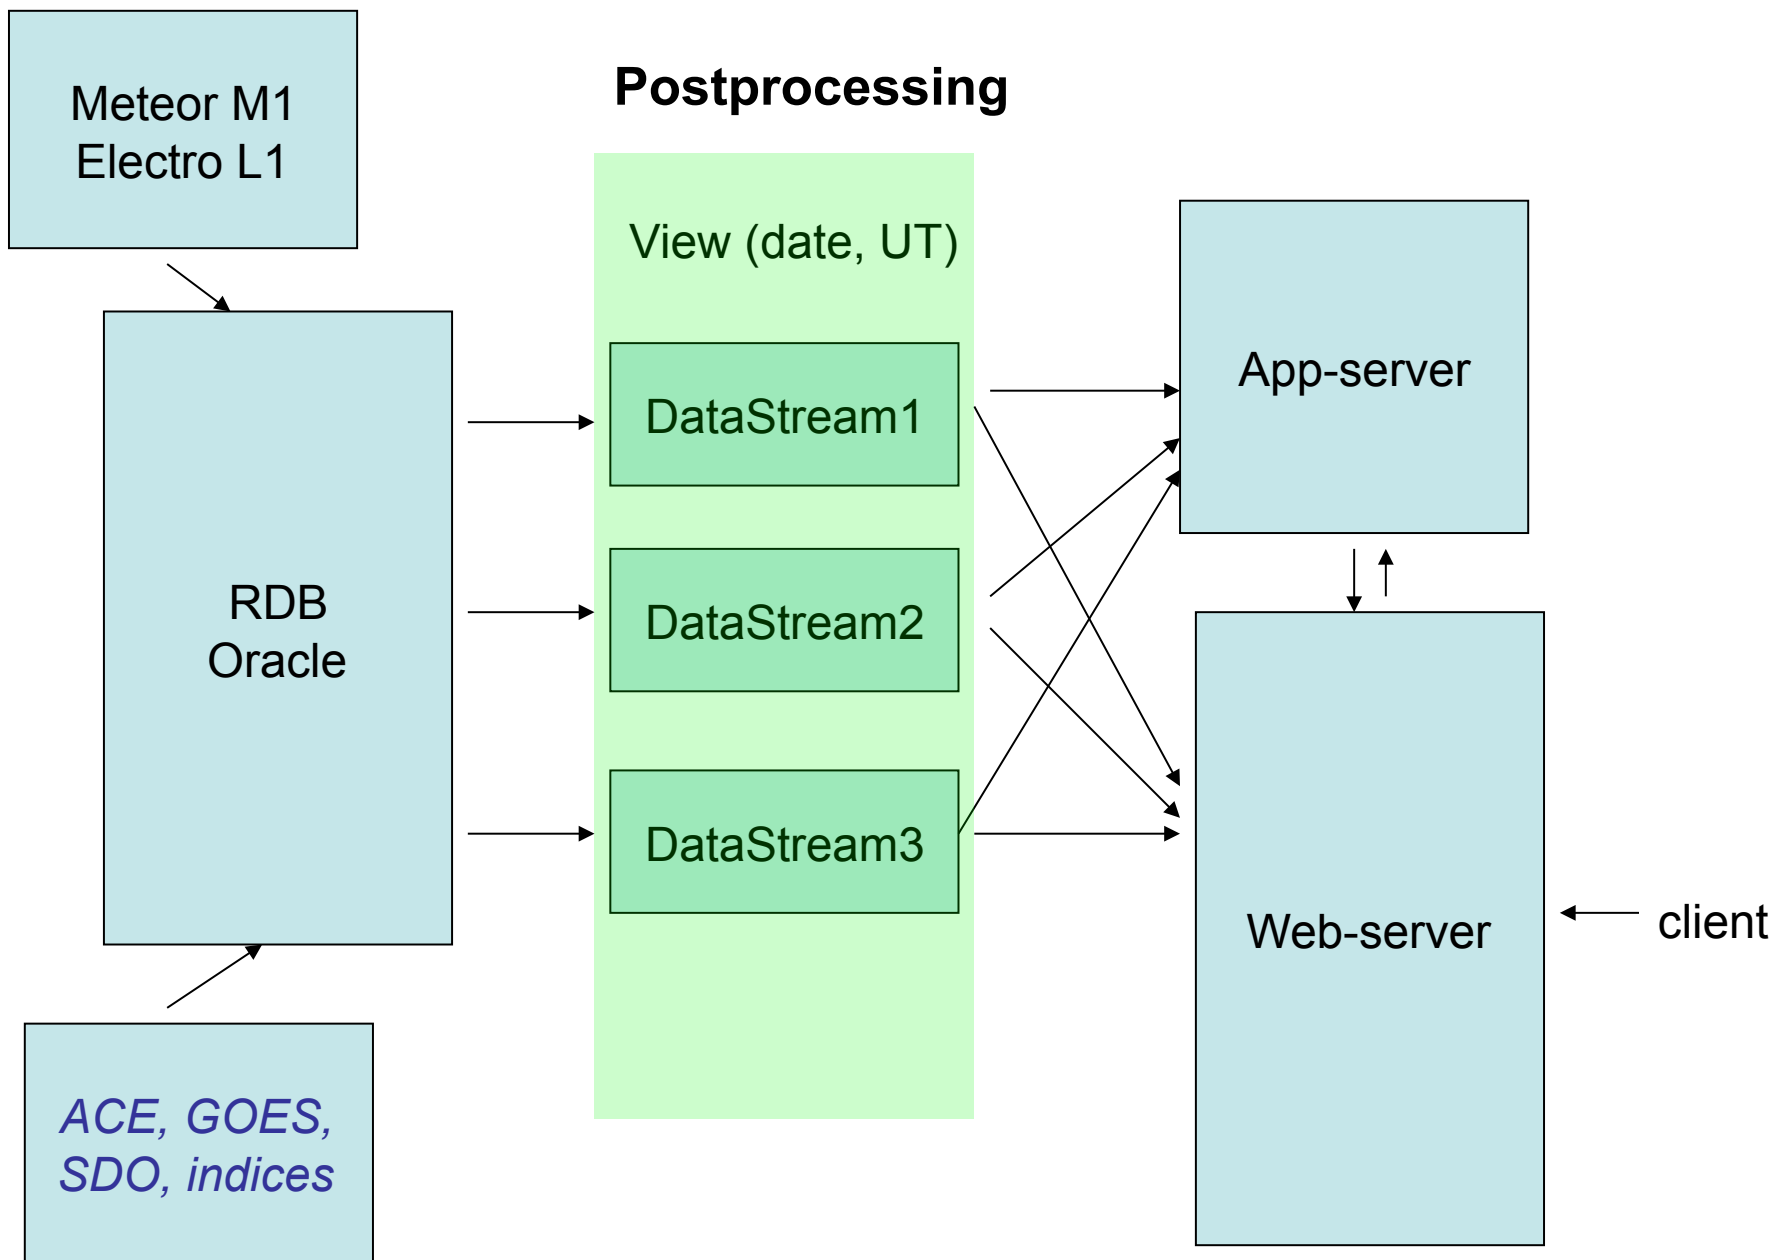 Meteor M1
Electro L1
Postprocessing
View (date, UT)
RDB
Oracle
DataStream1
DataStream2
DataStream3
App-server
Web-server
client
ACE, GOES,
SDO, indices